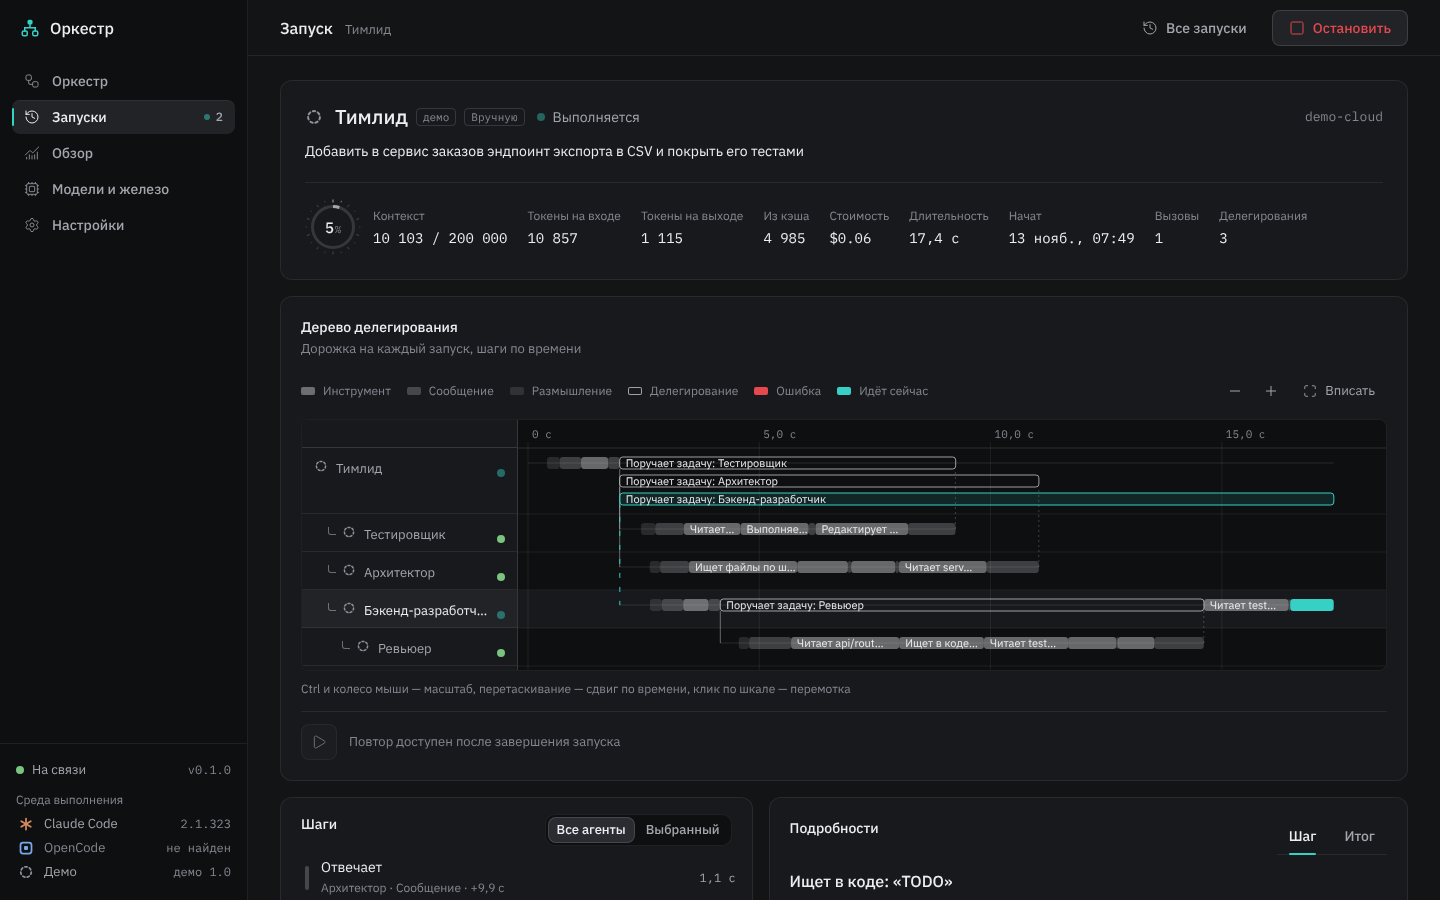 Оркестр
Оркестр
Запуски 2
Обзор
Модели и железо
Настройки
На связи v0.1.0
Среда выполнения
Claude Code 2.1.323
OpenCode не найден
Демо демо 1.0
Запуск Тимлид
Все запуски
Остановить
Тимлид демо Вручную Выполняется demo-cloud
Добавить в сервис заказов эндпоинт экспорта в CSV и покрыть его тестами
5%
Контекст Токены на входе Токены на выходе Из кэша Стоимость Длительность Начат Вызовы Делегирования
10 103 / 200 000 10 857 1 115 4 985 $0.06 17,4 с 13 нояб., 07:49 1 3
Дерево делегирования
Дорожка на каждый запуск, шаги по времени
Инструмент Сообщение Размышление Делегирование Ошибка Идёт сейчас
Вписать
0 с 5,0 с 10,0 с 15,0 с
Тимлид
Поручает задачу: Тестировщик
Поручает задачу: Архитектор
Поручает задачу: Бэкенд-разработчик
Тестировщик Читает... Выполняе... Редактирует ...
Архитектор Ищет файлы по ш... Читает serv...
Бэкенд-разработч... Поручает задачу: Ревьюер Читает test...
Ревьюер Читает api/rout... Ищет в коде... Читает test...
Ctrl и колесо мыши — масштаб, перетаскивание — сдвиг по времени, клик по шкале — перемотка
Повтор доступен после завершения запуска
Шаги
Все агенты Выбранный
Отвечает
Архитектор · Сообщение · +9,9 с
1,1 с
Подробности
Шаг Итог
Ищет в коде: «TODO»